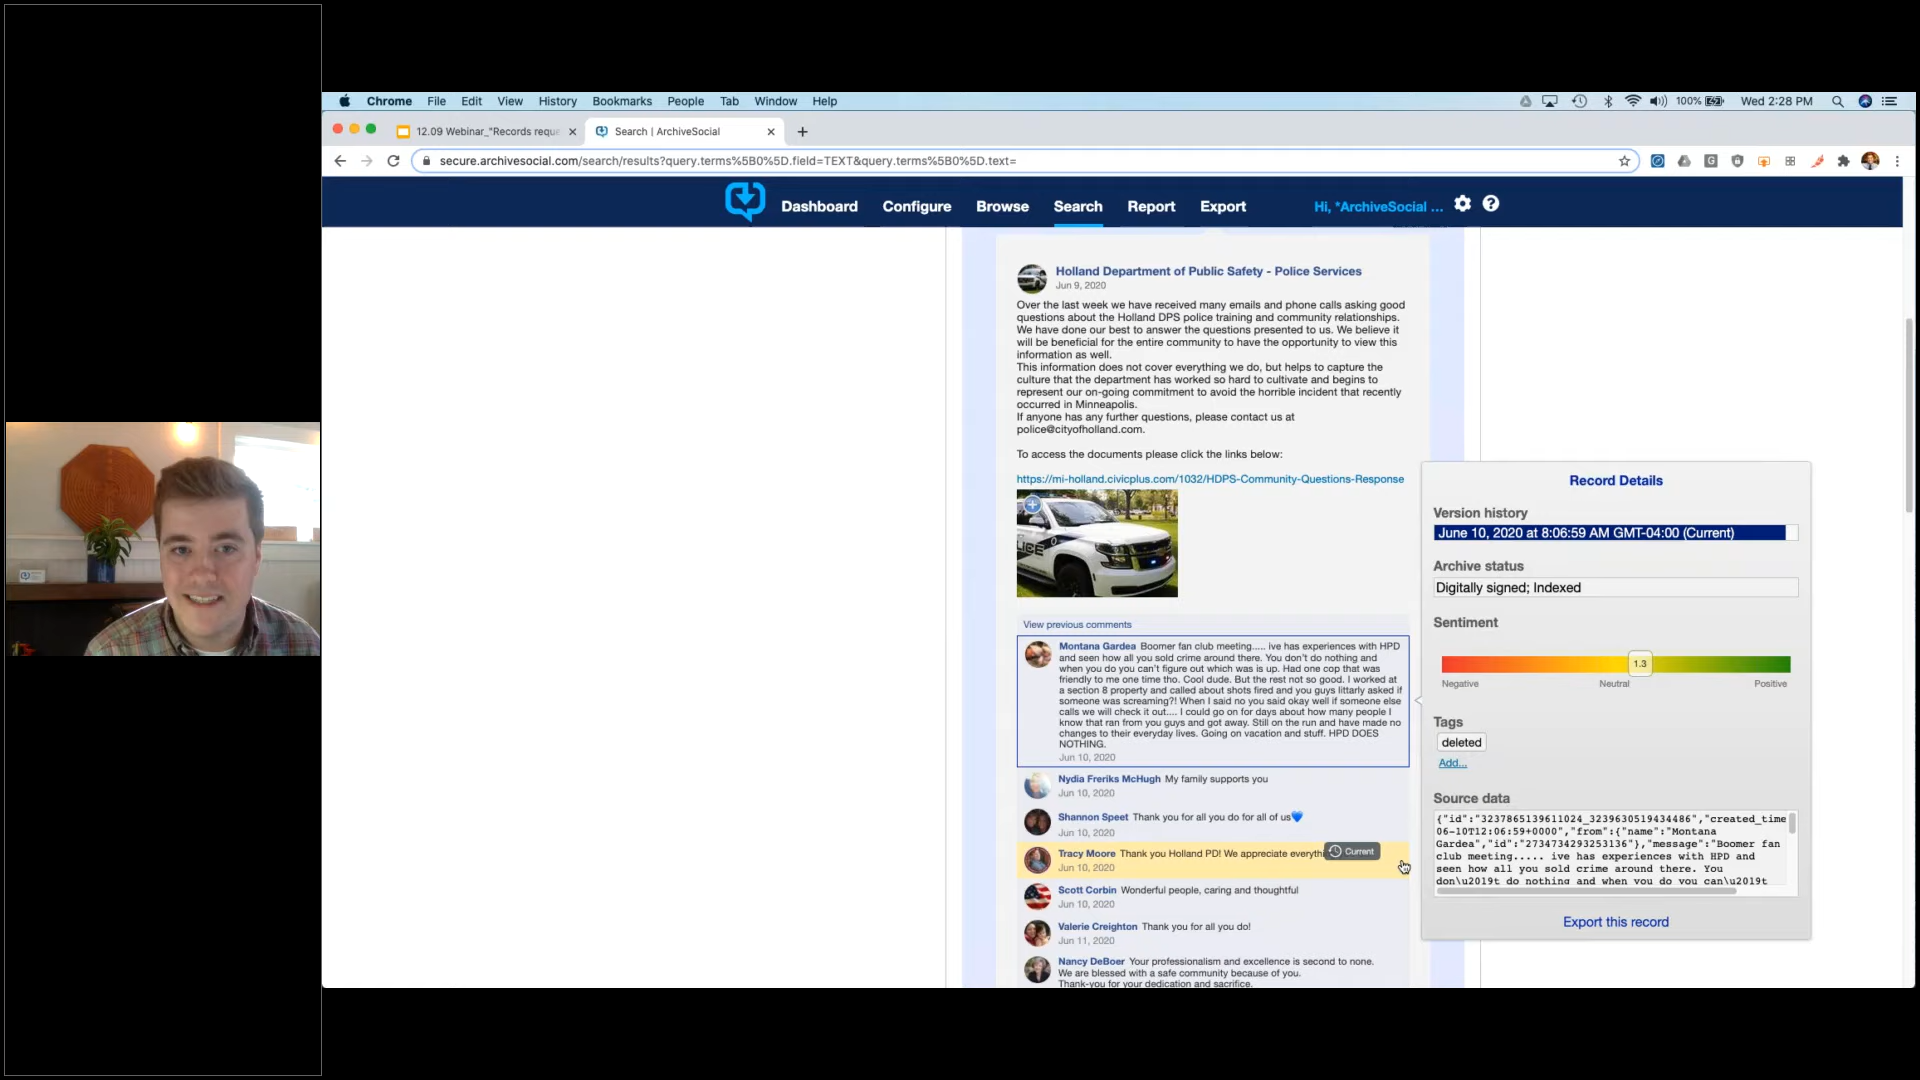 Chrome File Edit View History Bookmarks People Tab Window Help
100% Wed 2:28 PM
12.09 Webinar_"Records reque
Search | ArchiveSocial
secure.archivesocial.com/search/results?query.terms%5B0%5D.field=TEXT&query.terms%5B0%5D.text=
Dashboard Configure Browse Search Report Export Hi, *ArchiveSocial ...
Holland Department of Public Safety - Police Services
Jun 9, 2020
Over the last week we have received many emails and phone calls asking good
questions about the Holland DPS police training and community relationships.
We have done our best to answer the questions presented to us. We believe it
will be beneficial for the entire community to have the opportunity to view this
information as well.
This information does not cover everything we do, but helps to capture the
culture that the department has worked so hard to cultivate and begins to
represent our on-going commitment to avoid the horrible incident that recently
occurred in Minneapolis.
If anyone has any further questions, please contact us at
police@cityofholland.com.
To access the documents please click the links below:
https://mi-holland.civicplus.com/1032/HDPS-Community-Questions-Response
View previous comments
Montana Gardea Boomer fan club meeting..... ive has experiences with HPD
and seen how all you sold crime around there. You don't do nothing and
when you do you can't figure out which was is up. Had one cop that was
friendly to me one time tho. Cool dude. But the rest not so good. I worked at
a section 8 property and called about shots fired and you guys littarly asked if
someone was screaming?! When I said no you said okay well if someone else
calls we will check it out.... I could go on for days about how many people I
know that ran from you guys and got away. Still on the run and have made no
changes to their everyday lives. Going on vacation and stuff. HPD DOES
NOTHING.
Jun 10, 2020
Nydia Freriks McHugh My family supports you
Jun 10, 2020
Shannon Speet Thank you for all you do for all of us💙
Jun 10, 2020
Tracy Moore Thank you Holland PD! We appreciate everythi
Current
Jun 10, 2020
Scott Corbin Wonderful people, caring and thoughtful
Jun 10, 2020
Valerie Creighton Thank you for all you do!
Jun 11, 2020
Nancy DeBoer Your professionalism and excellence is second to none.
We are blessed with a safe community because of you.
Thank-you for your dedication and sacrifice.
Record Details
Version history
June 10, 2020 at 8:06:59 AM GMT-04:00 (Current)
Archive status
Digitally signed; Indexed
Sentiment
1.3
Negative Neutral Positive
Tags
deleted
Add...
Source data
{"id":"3237865139611024_3239630519434486","created_time
06-10T12:06:59+0000","from":{"name":"Montana
Gardea","id":"2734734293253136"},"message":"Boomer fan
club meeting..... ive has experiences with HPD and
seen how all you sold crime around there. You
don\u2019t do nothing and when you do you can\u2019t
Export this record